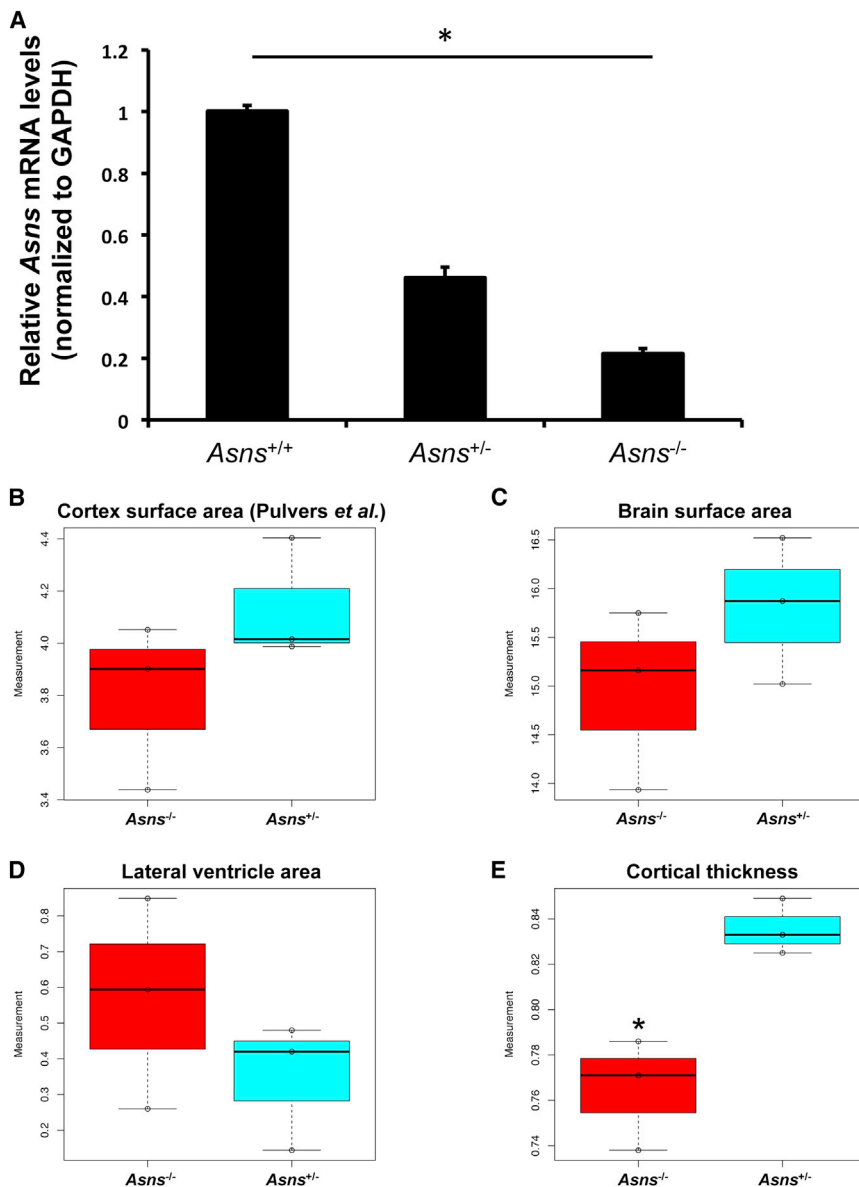 A
*
Relative Asns mRNA levels
(normalized to GAPDH)
1.2
1
0.8
0.6
0.4
0.2
0
Asns+/+
Asns+/-
Asns-/-
B
Cortex surface area (Pulvers et al.)
Measurement
4.4
4.2
4.0
3.8
3.6
3.4
Asns-/-
Asns+/-
C
Brain surface area
Measurement
16.5
16.0
15.5
15.0
14.5
14.0
Asns-/-
Asns+/-
D
Lateral ventricle area
Measurement
0.8
0.7
0.6
0.5
0.4
0.3
0.2
Asns-/-
Asns+/-
E
Cortical thickness
Measurement
0.84
0.82
0.80
0.78
0.76
0.74
*
Asns-/-
Asns+/-